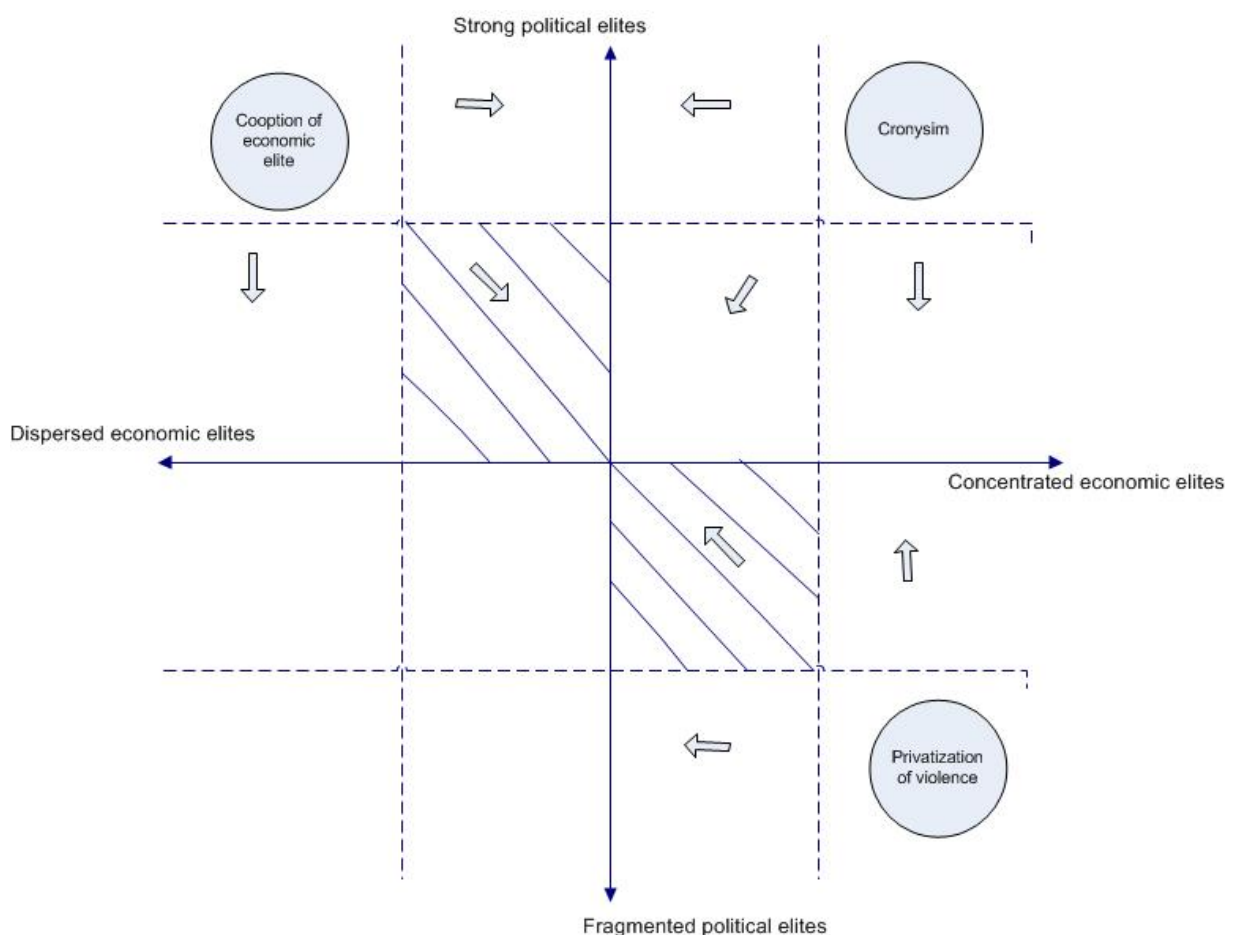 Strong political elites
Cooption of
economic
elite
Cronysim
Dispersed economic elites
Concentrated economic elites
Privatization
of violence
Fragmented political elites